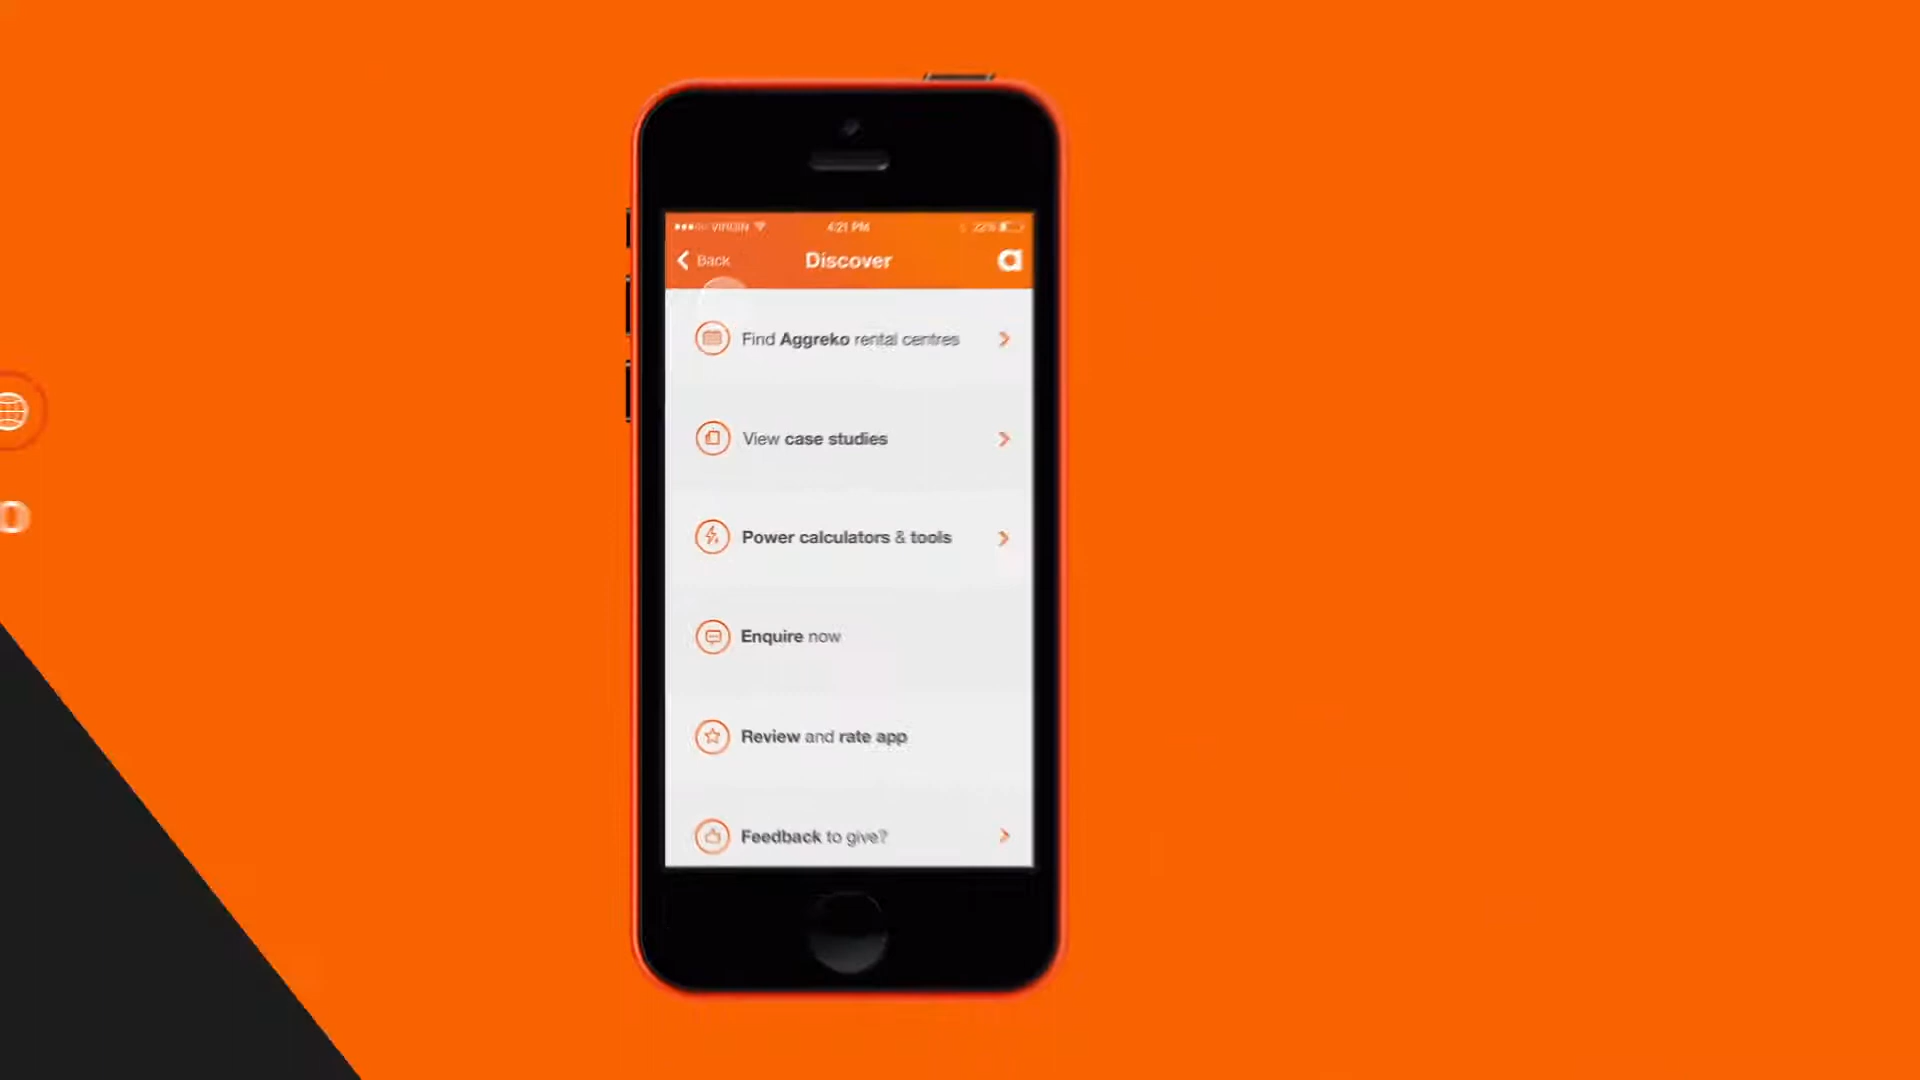 VIRGIN 4:21 PM 22%
Back Discover
Find Aggreko rental centres
View case studies
Power calculators & tools
Enquire now
Review and rate app
Feedback to give?